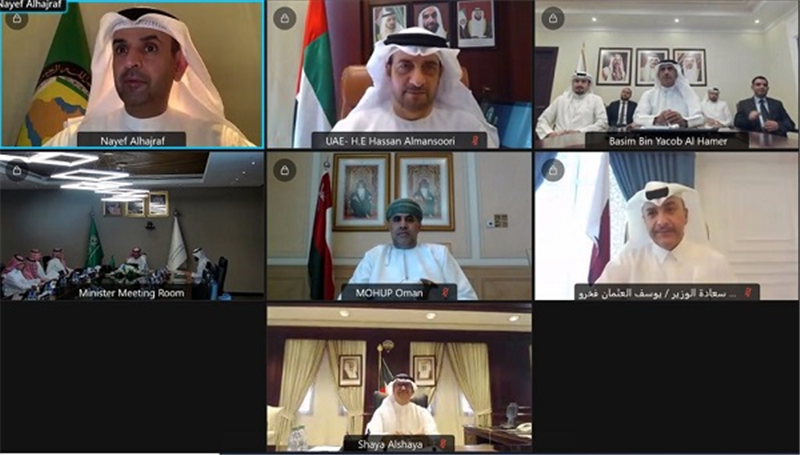 Nayef Alhajraf
Nayef Alhajraf
UAE- H.E Hassan Almansoori
Basim Bin Yacob Al Hamer
Minister Meeting Room
MOHUP Oman
سعادة الوزير / يوسف العثمان فخرو ...
Shaya Alshaya